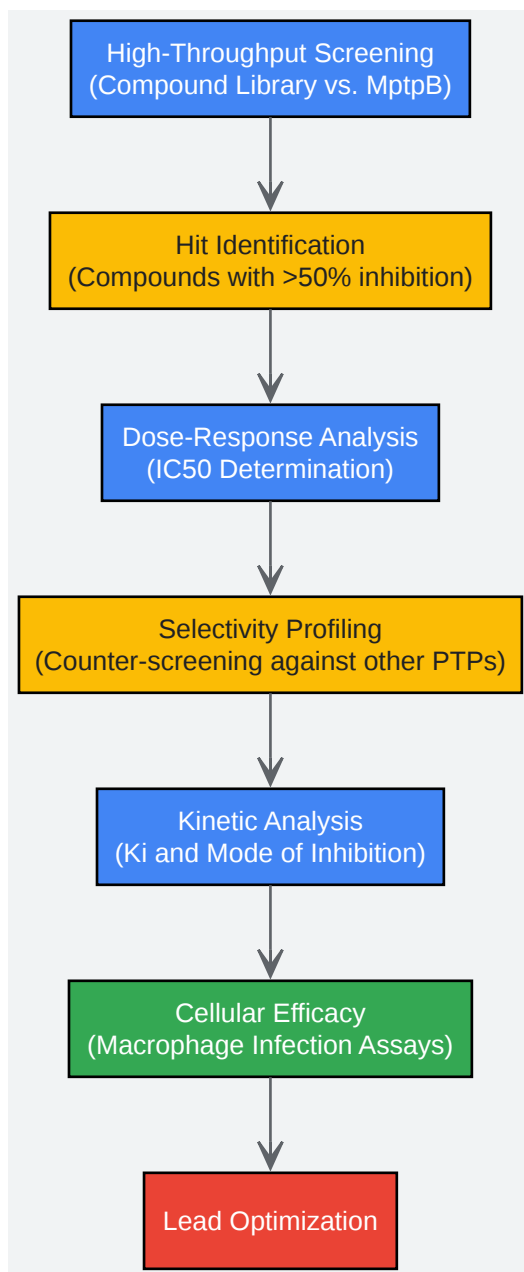 High-Throughput Screening
(Compound Library vs. MptpB)
Hit Identification
(Compounds with >50% inhibition)
Dose-Response Analysis
(IC50 Determination)
Selectivity Profiling
(Counter-screening against other PTPs)
Kinetic Analysis
(Ki and Mode of Inhibition)
Cellular Efficacy
(Macrophage Infection Assays)
Lead Optimization